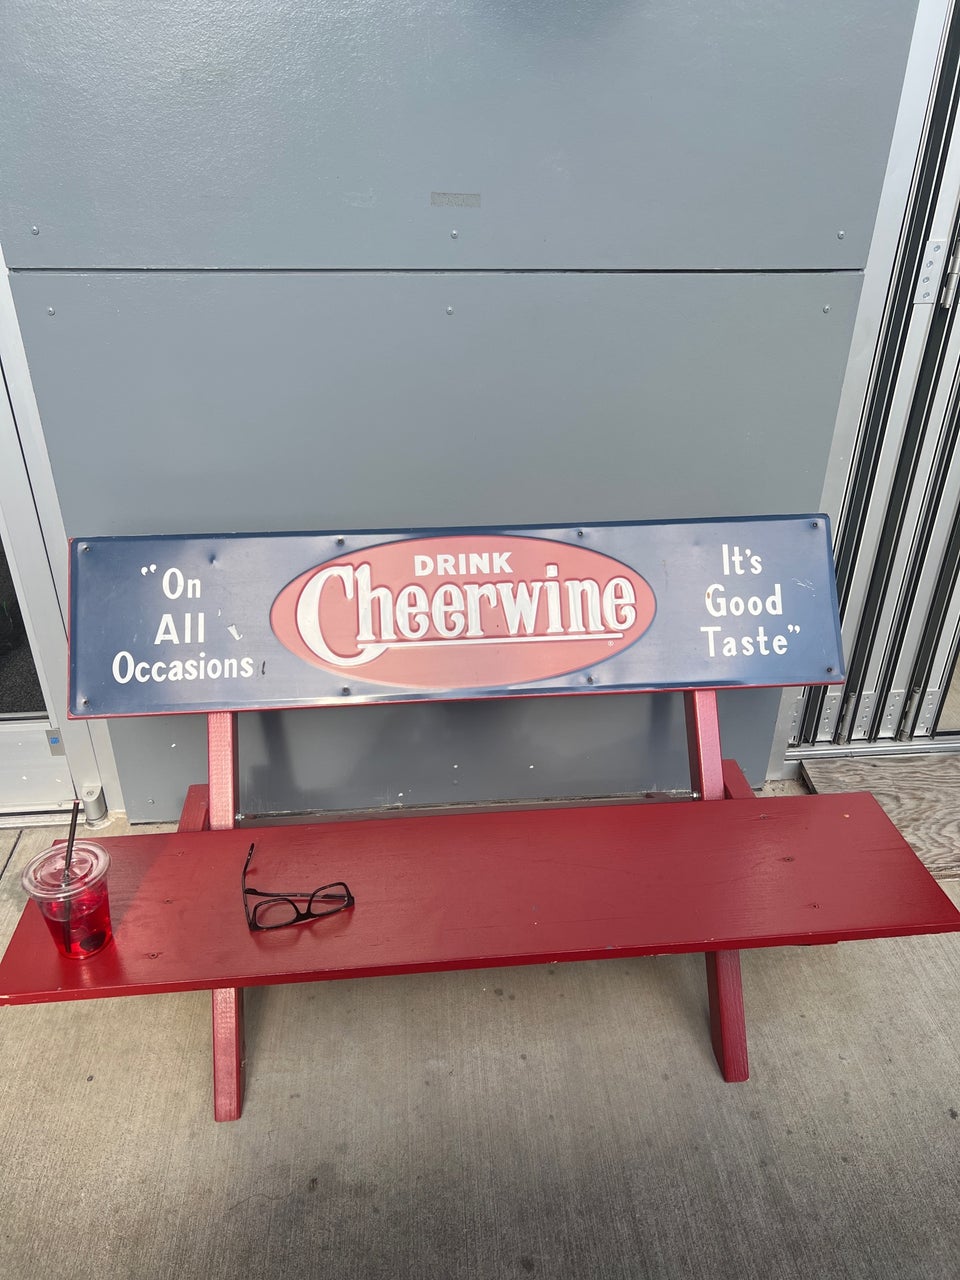 “On
All
Occasions
DRINK
Cheerwine
®
It's
Good
Taste”